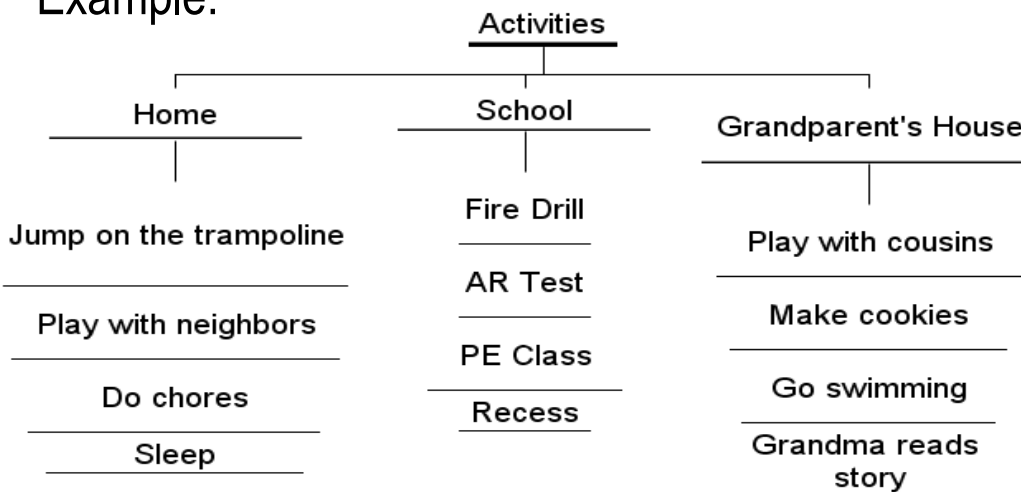 Example:
Activities
Home
School
Grandparent's House
Jump on the trampoline
Play with neighbors
Do chores
Sleep
Fire Drill
AR Test
PE Class
Recess
Play with cousins
Make cookies
Go swimming
Grandma reads
story